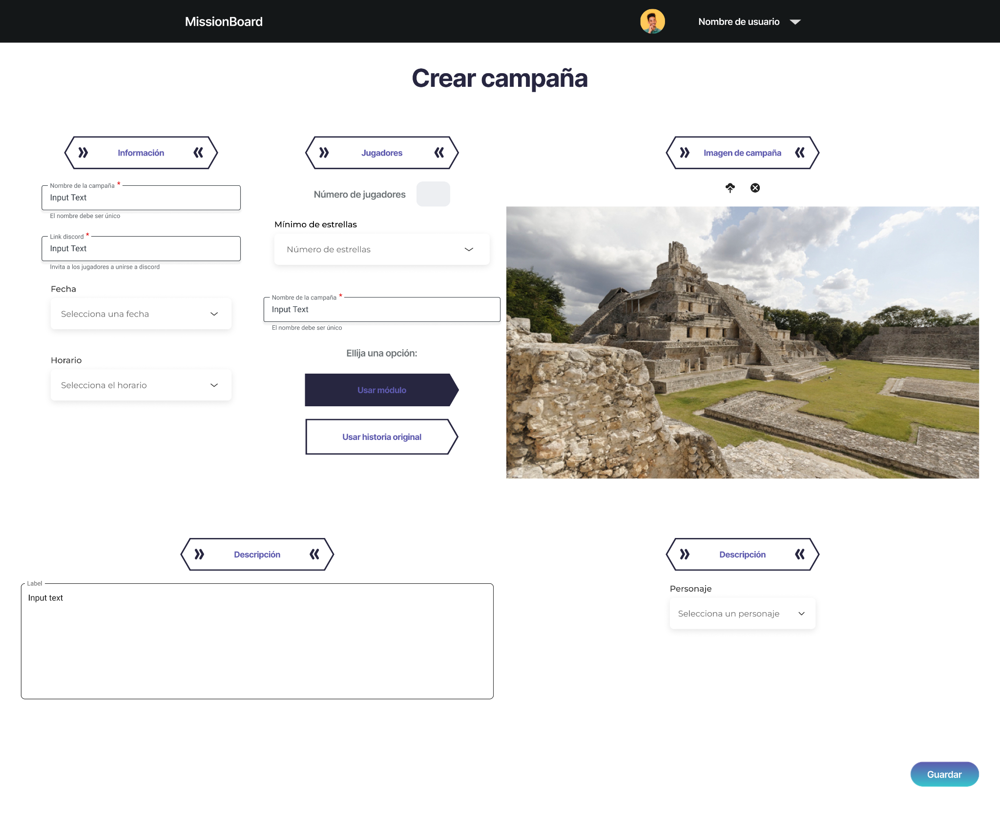 MissionBoard
Nombre de usuario
Crear campaña
Información
Nombre de la campaña *
Input Text
El nombre debe ser único
Link discord *
Input Text
Invita a los jugadores a unirse a discord
Fecha
Selecciona una fecha
Horario
Selecciona el horario
Jugadores
Número de jugadores
Mínimo de estrellas
Número de estrellas
Nombre de la campaña *
Input Text
El nombre debe ser único
Ellija una opción:
Usar módulo
Usar historia original
Imagen de campaña
Descripción
Label
Input text
Descripción
Personaje
Selecciona un personaje
Guardar